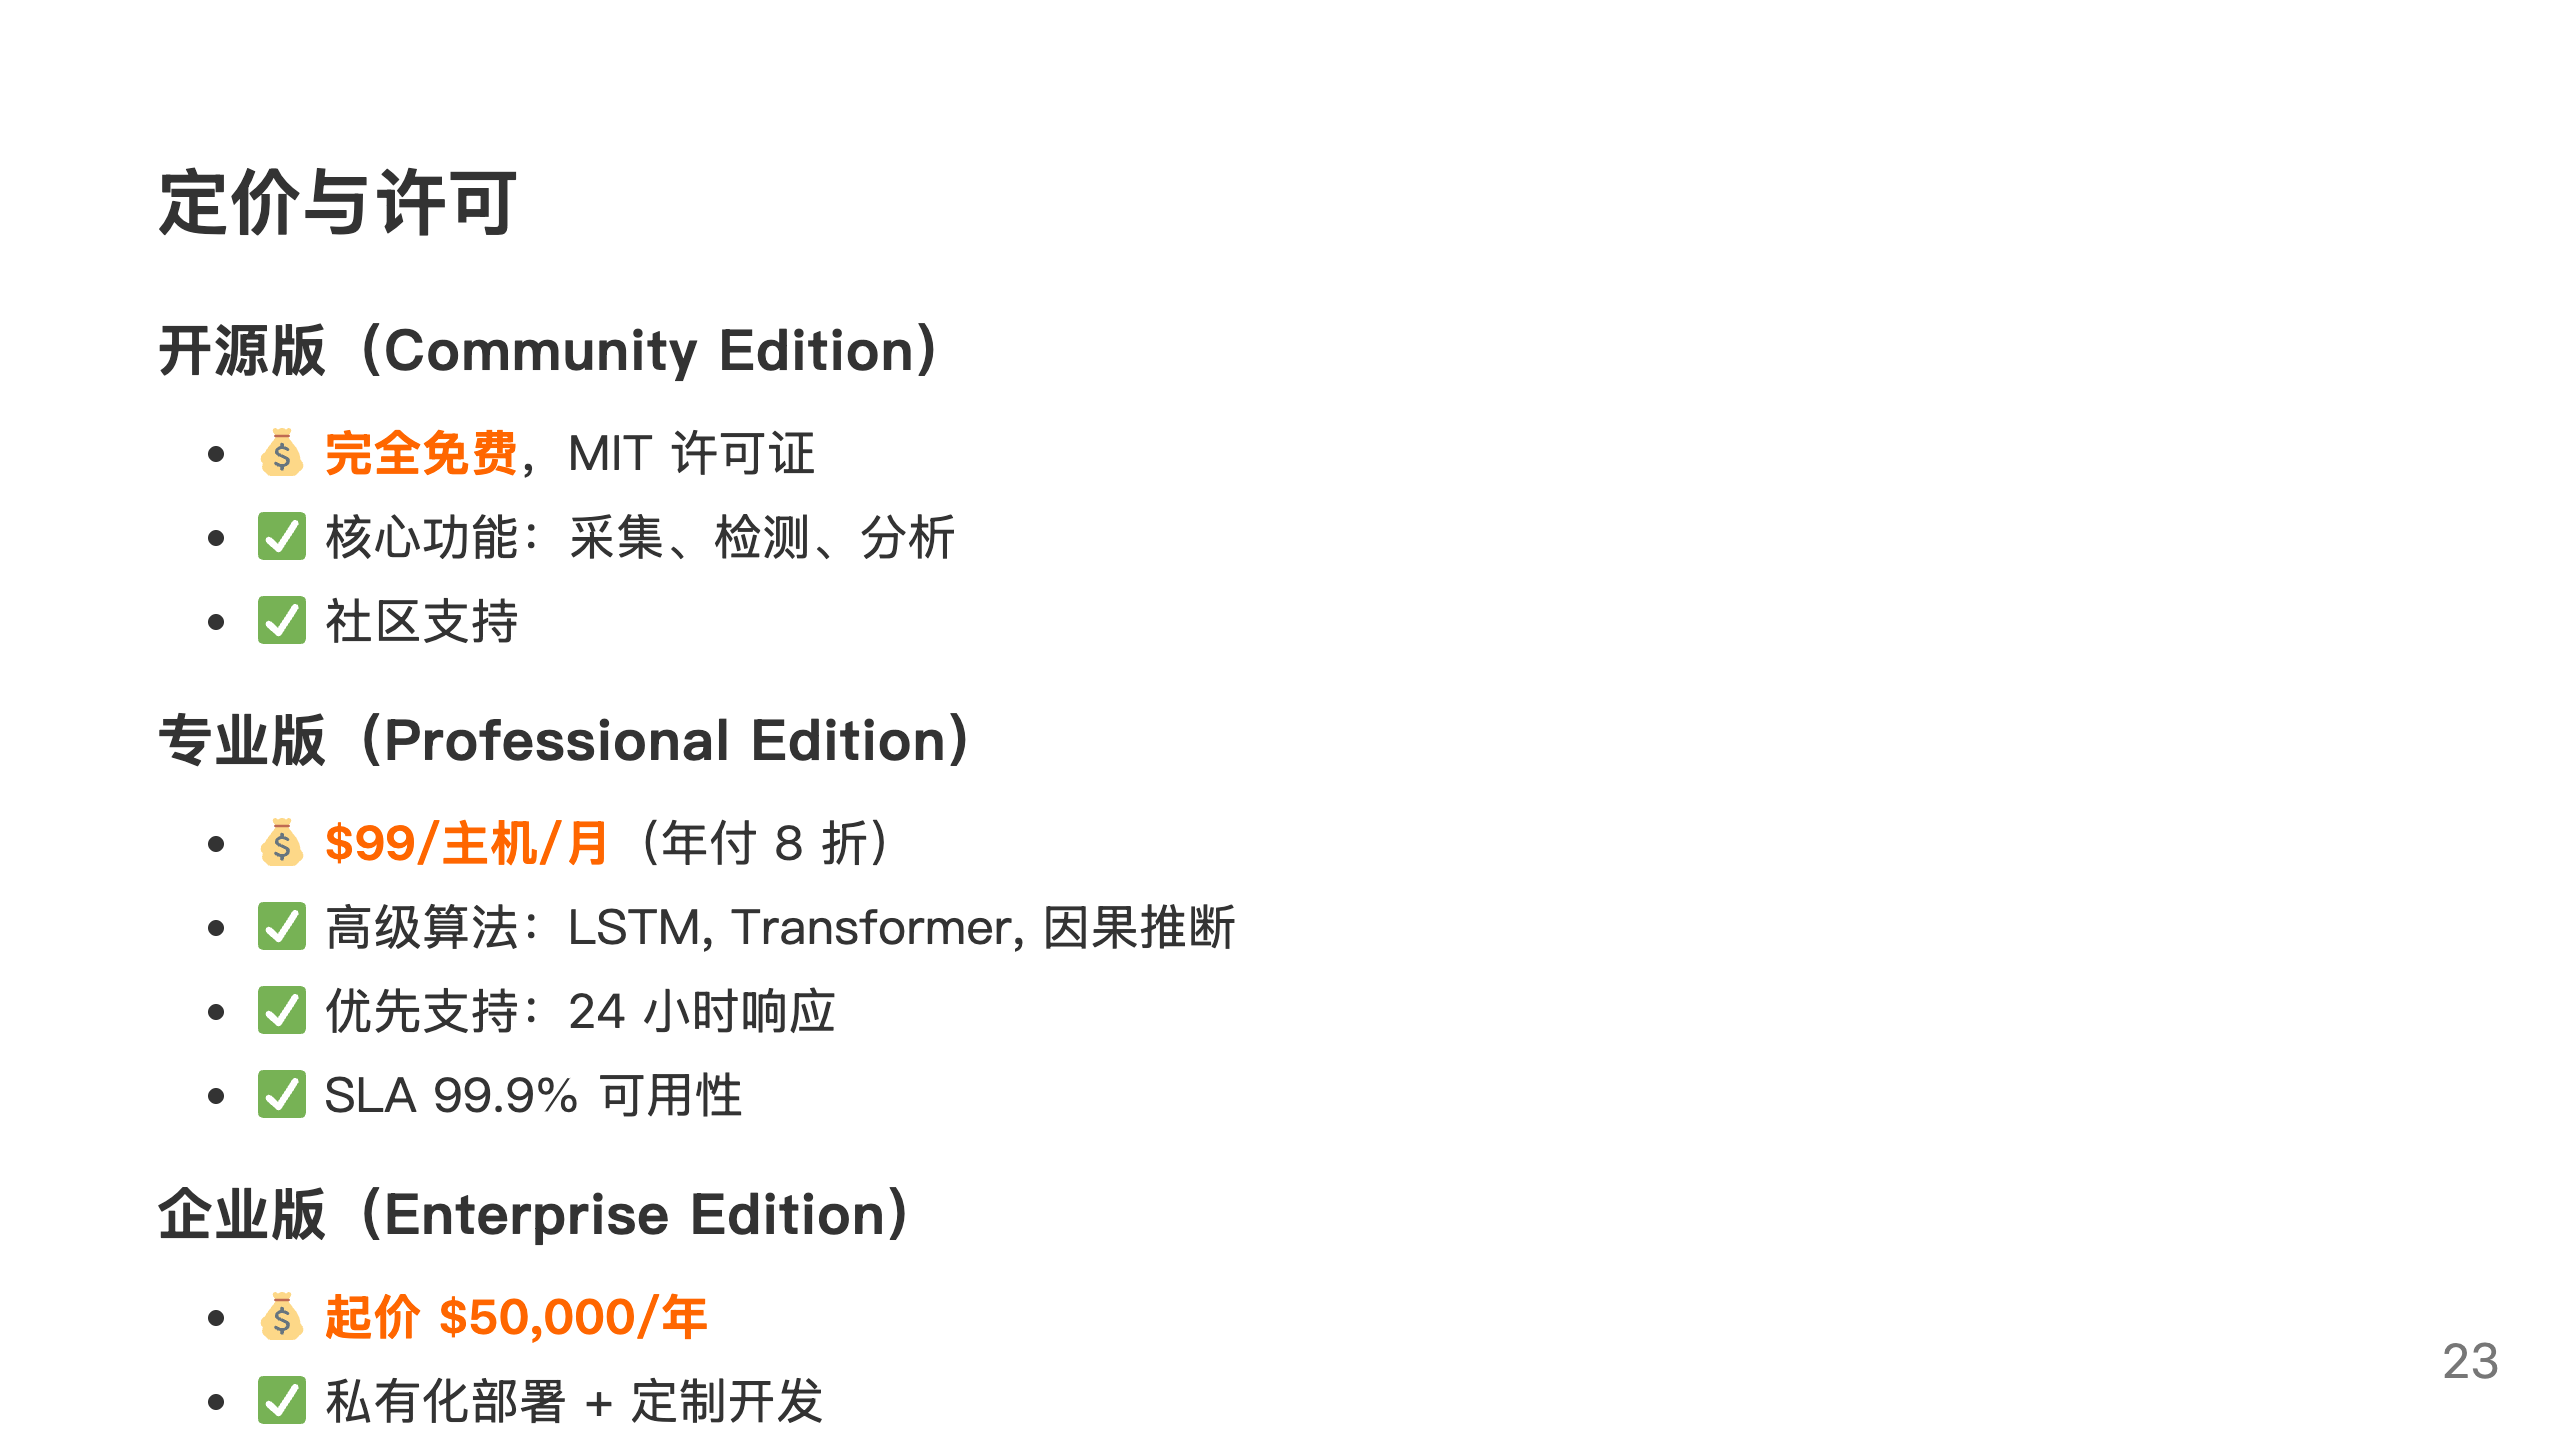 定价与许可
开源版（Community Edition）
• 💰 完全免费，MIT 许可证
• ✅ 核心功能：采集、检测、分析
• ✅ 社区支持
专业版（Professional Edition）
• 💰 $99/主机/月（年付 8 折）
• ✅ 高级算法：LSTM, Transformer, 因果推断
• ✅ 优先支持：24 小时响应
• ✅ SLA 99.9% 可用性
企业版（Enterprise Edition）
• 💰 起价 $50,000/年
• ✅ 私有化部署 + 定制开发
23